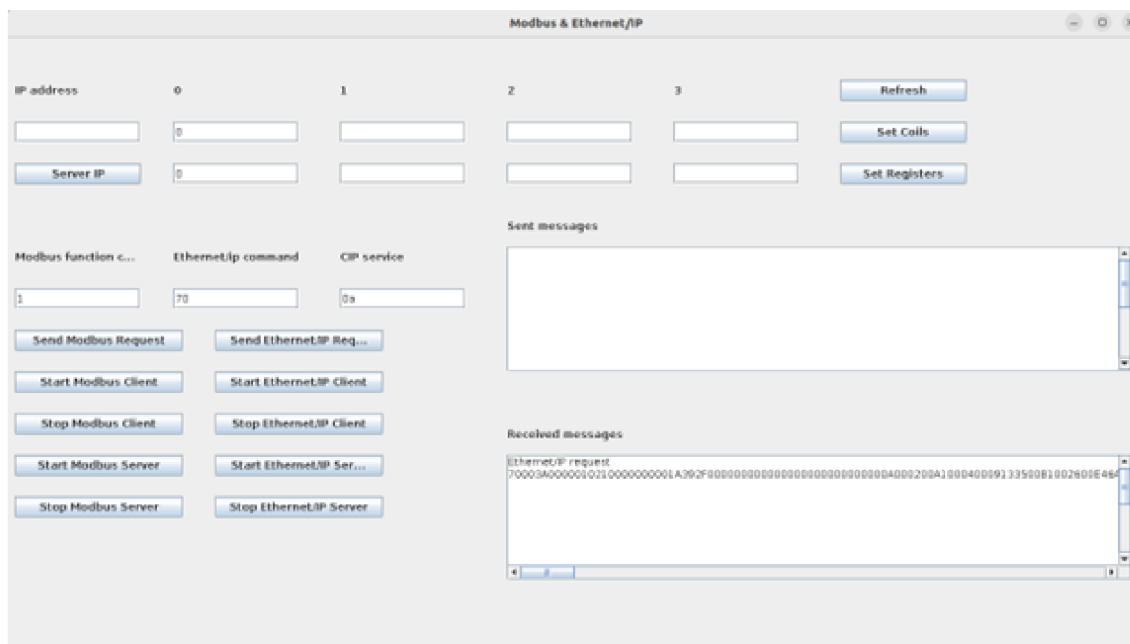 Modbus & Ethernet/IP
IP address 0 1 2 3 Refresh
0 Set Coils
Server IP 0 Set Registers
Sent messages
Modbus function c... Ethernet/ip command CIP service
1 70 0a
Send Modbus Request Send Ethernet/IP Req...
Start Modbus Client Start Ethernet/IP Client
Stop Modbus Client Stop Ethernet/IP Client
Received messages
Start Modbus Server Start Ethernet/IP Ser...
Ethernet/IP request
Stop Modbus Server Stop Ethernet/IP Server